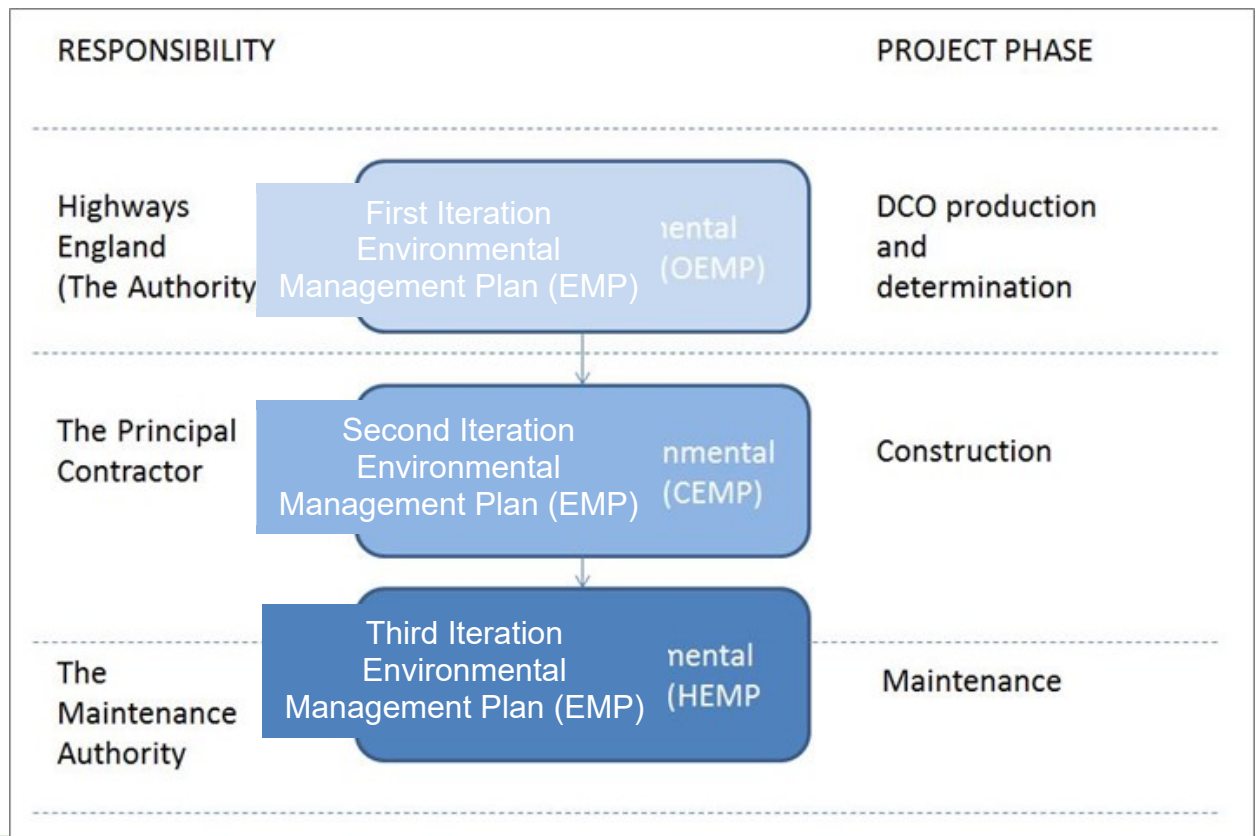 RESPONSIBILITY
PROJECT PHASE
Highways
England
(The Authority
First Iteration
Environmental
Management Plan (EMP)
mental
(OEMP)
DCO production
and
determination
The Principal
Contractor
Second Iteration
Environmental
Management Plan (EMP)
nmental
(CEMP)
Construction
The
Maintenance
Authority
Third Iteration
Environmental
Management Plan (EMP)
mental
(HEMP
Maintenance